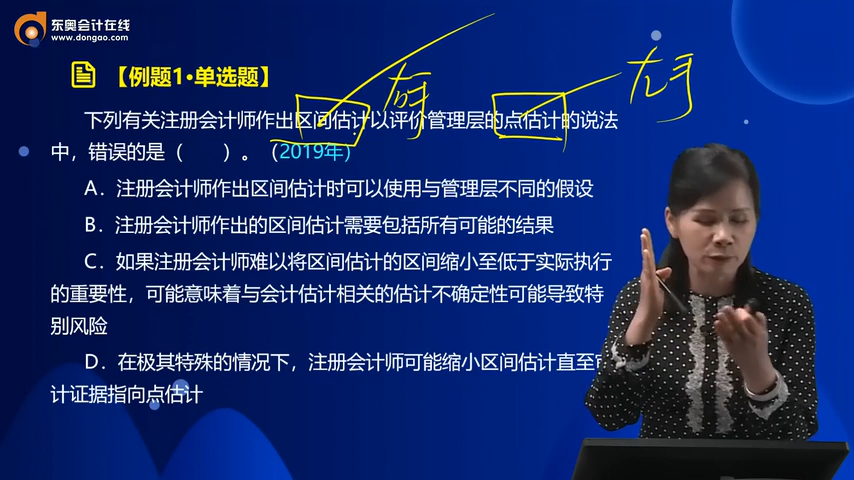 东奥会计在线
www.dongao.com
【例题1·单选题】
右手
左手
下列有关注册会计师作出区间估计以评价管理层的点估计的说法
中，错误的是（　　）。（2019年）
A．注册会计师作出区间估计时可以使用与管理层不同的假设
B．注册会计师作出的区间估计需要包括所有可能的结果
C．如果注册会计师难以将区间估计的区间缩小至低于实际执行
的重要性，可能意味着与会计估计相关的估计不确定性可能导致特
别风险
D．在极其特殊的情况下，注册会计师可能缩小区间估计直至审
计证据指向点估计